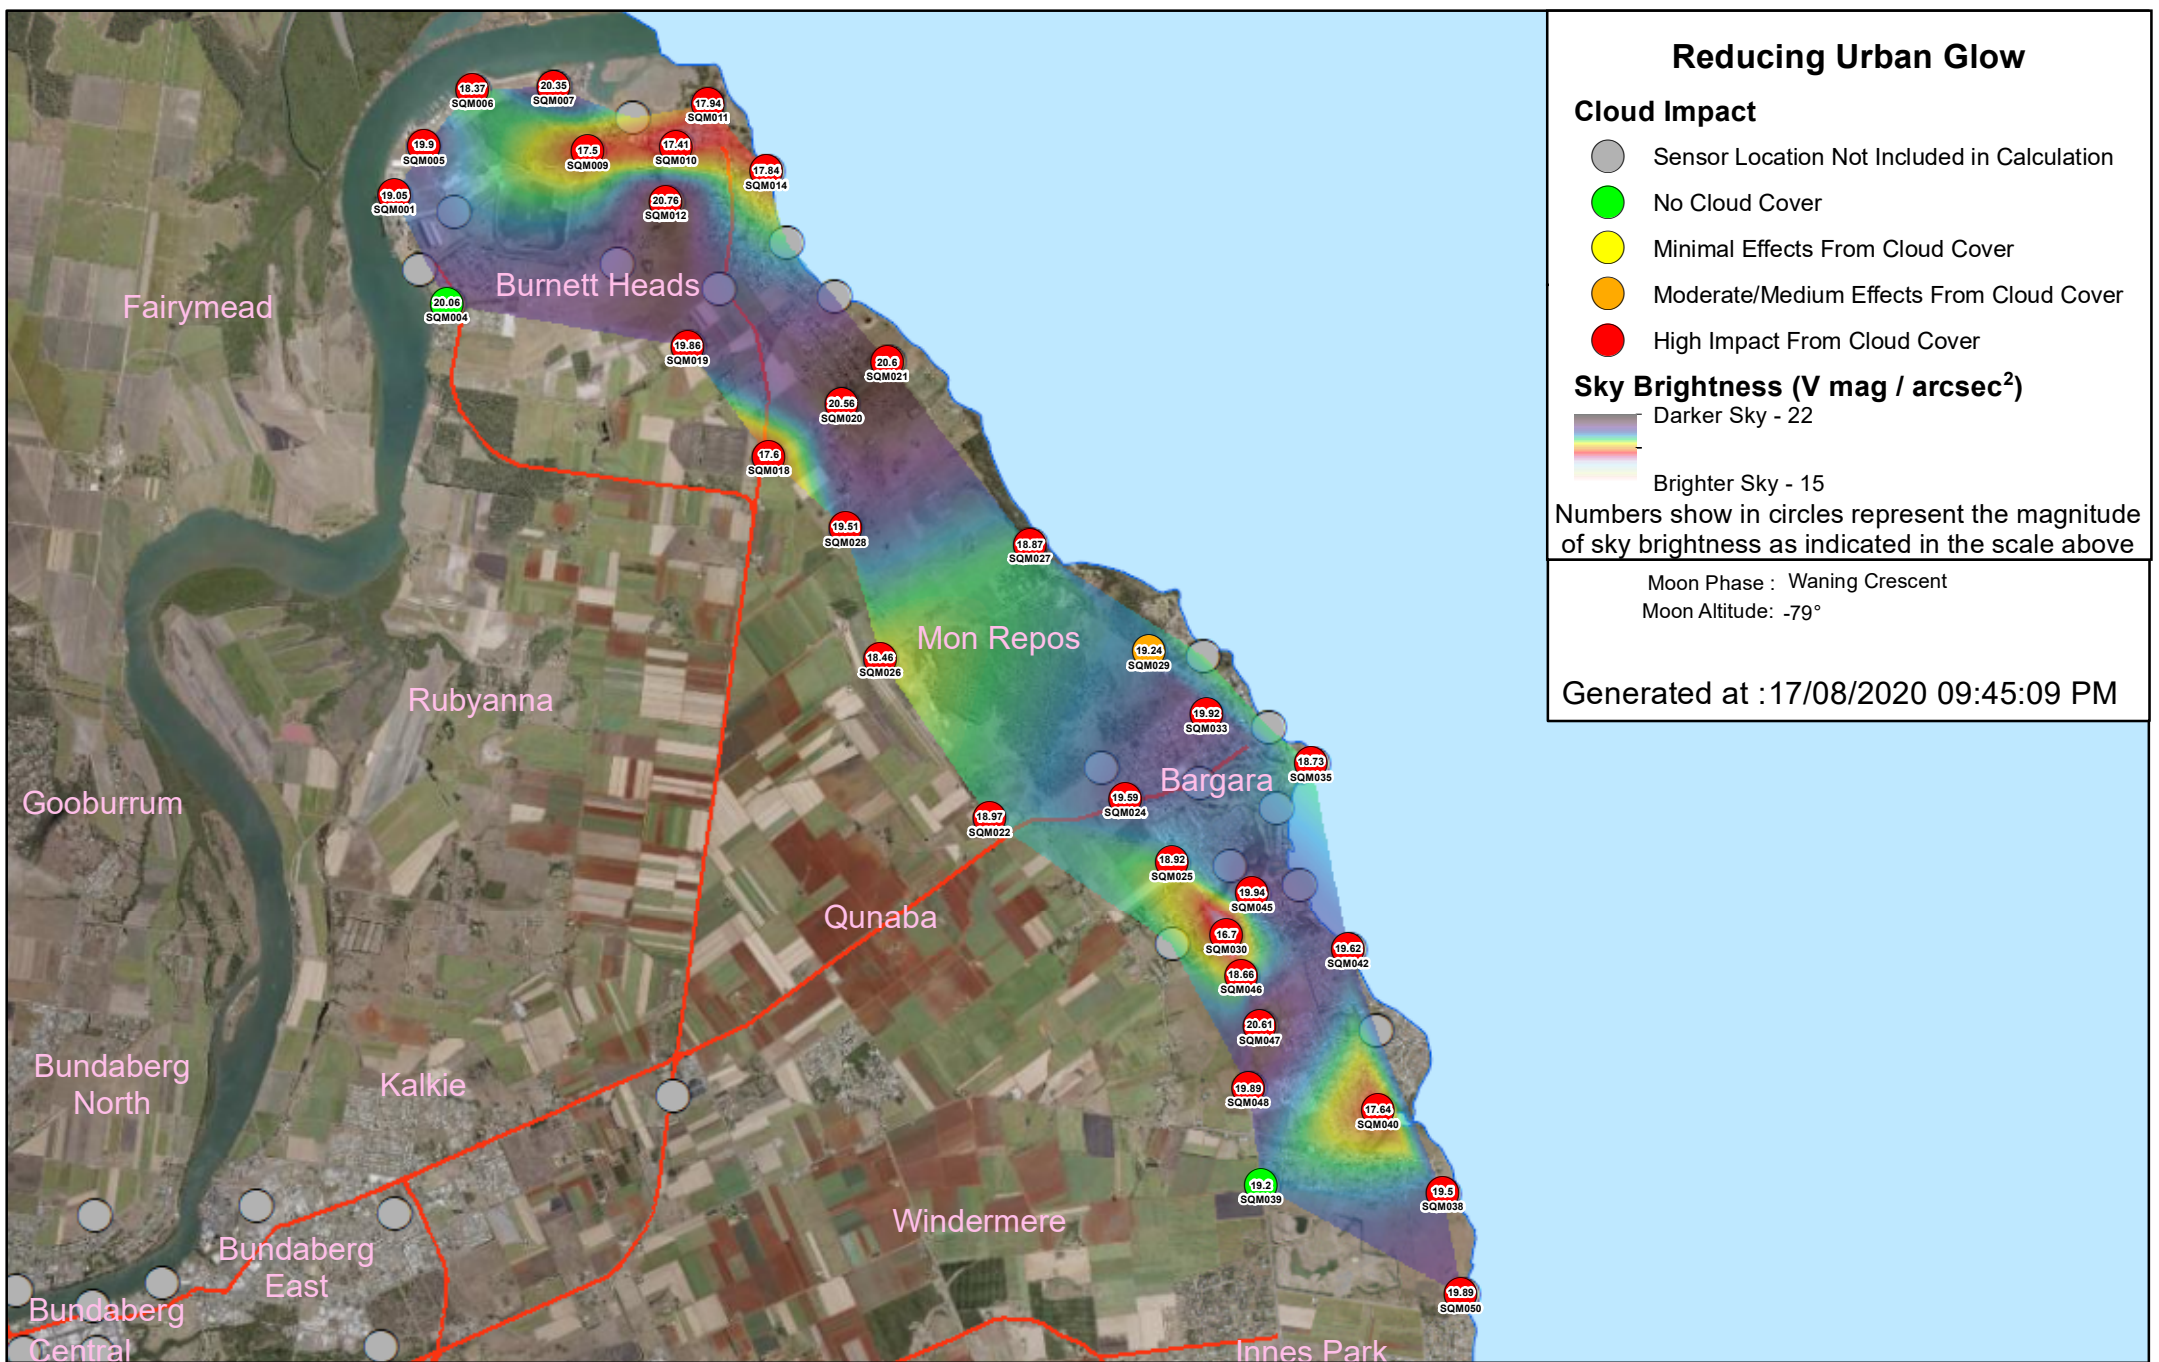 Reducing Urban Glow
Cloud Impact
Sensor Location Not Included in Calculation
No Cloud Cover
Minimal Effects From Cloud Cover
Moderate/Medium Effects From Cloud Cover
High Impact From Cloud Cover
Sky Brightness (V mag / arcsec²)
Darker Sky - 22
Brighter Sky - 15
Numbers show in circles represent the magnitude
of sky brightness as indicated in the scale above
Moon Phase : Waning Crescent
Moon Altitude: -79°
Generated at :17/08/2020 09:45:09 PM
18.37
SQM006
20.35
SQM007
17.94
SQM011
19.9
SQM005
17.5
SQM009
17.41
SQM010
17.84
SQM014
19.05
SQM001
20.76
SQM012
Burnett Heads
Fairymead
20.06
SQM004
19.86
SQM019
20.6
SQM021
20.56
SQM020
17.6
SQM018
19.51
SQM028
18.87
SQM027
Mon Repos
19.24
SQM029
18.46
SQM026
Rubyanna
19.92
SQM033
18.73
SQM035
Bargara
Gooburrum
19.59
SQM024
18.97
SQM022
18.92
SQM025
19.94
SQM045
Qunaba
16.7
SQM030
19.62
SQM042
18.66
SQM046
20.61
SQM047
Bundaberg
North
Kalkie
19.89
SQM048
17.64
SQM040
19.2
SQM039
19.5
SQM038
Windermere
Bundaberg
East
19.89
SQM050
Bundaberg
Central
Innes Park